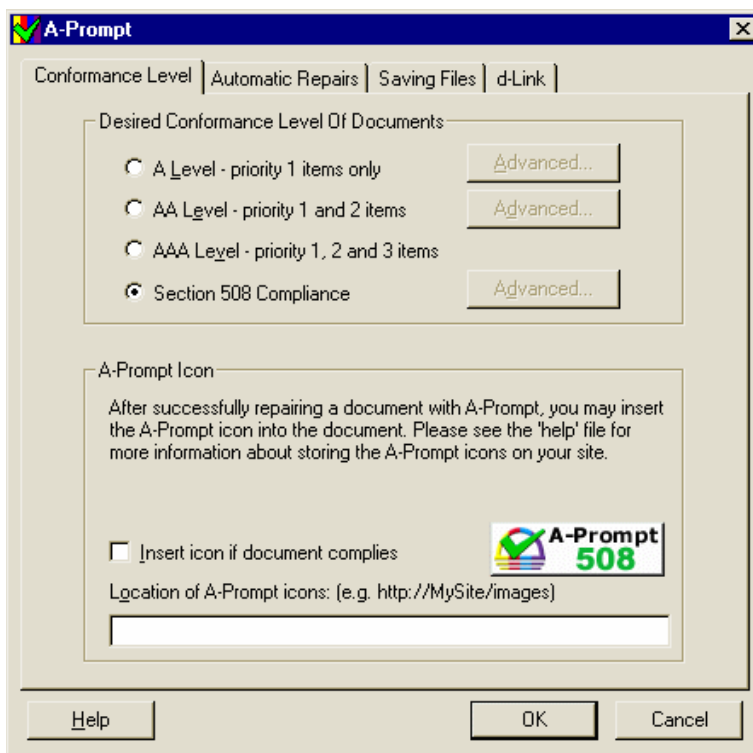 A-Prompt
Conformance Level Automatic Repairs Saving Files d-Link
Desired Conformance Level Of Documents
A Level - priority 1 items only Advanced...
AA Level - priority 1 and 2 items Advanced...
AAA Level - priority 1, 2 and 3 items
Section 508 Compliance Advanced...
A-Prompt Icon
After successfully repairing a document with A-Prompt, you may insert
the A-Prompt icon into the document. Please see the 'help' file for
more information about storing the A-Prompt icons on your site.
Insert icon if document complies
A-Prompt
508
Location of A-Prompt icons: (e.g. http://MySite/images)
Help OK Cancel